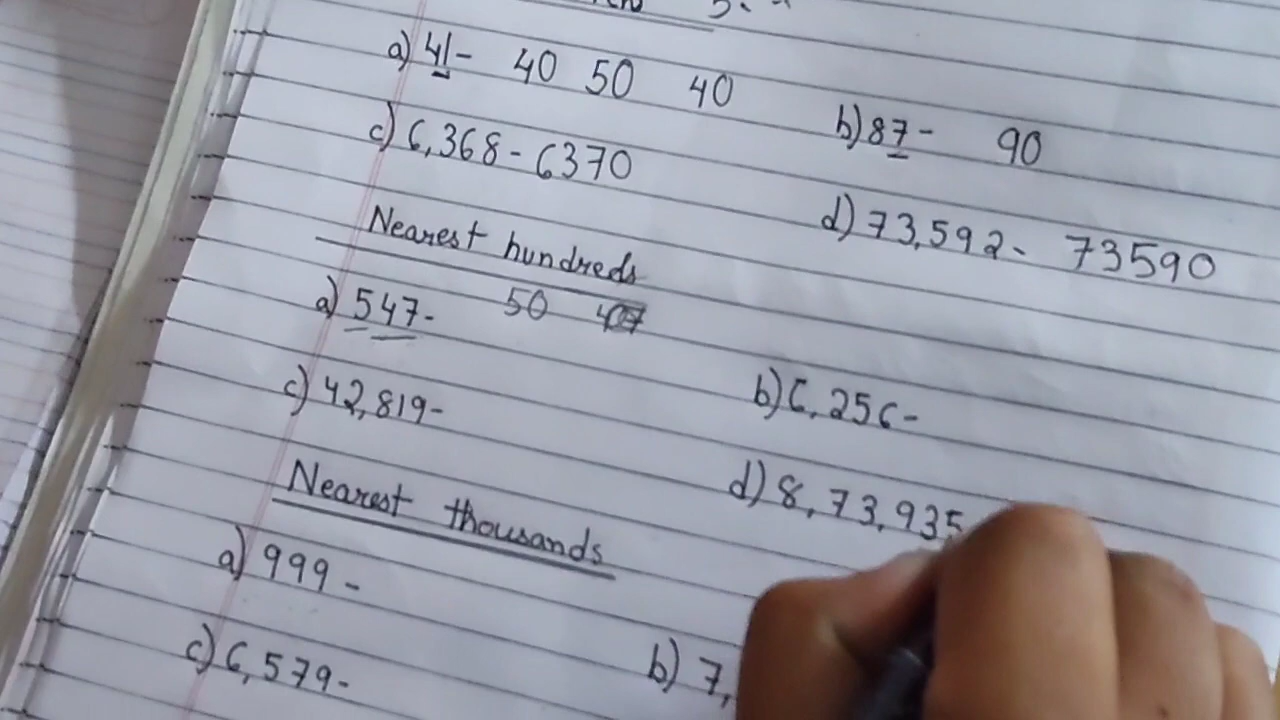 a) 41- 40 50 40
b) 87- 90
c) 6,368- 6370
d) 73,592- 73590
Nearest hundreds
a) 547- 50
b) 6,256-
c) 42,819-
d) 8,73,935
Nearest thousands
a) 999-
b) 7,
c) 6,579-